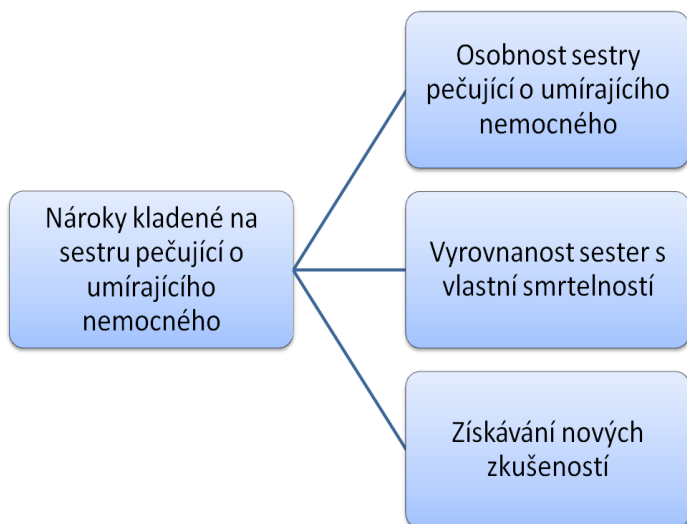 Osobnost sestry
pečující o umírajícího
nemocného
Nároky kladené na
sestru pečující o
umírajícího
nemocného
Vyrovnanost sester s
vlastní smrtelností
Získávání nových
zkušeností